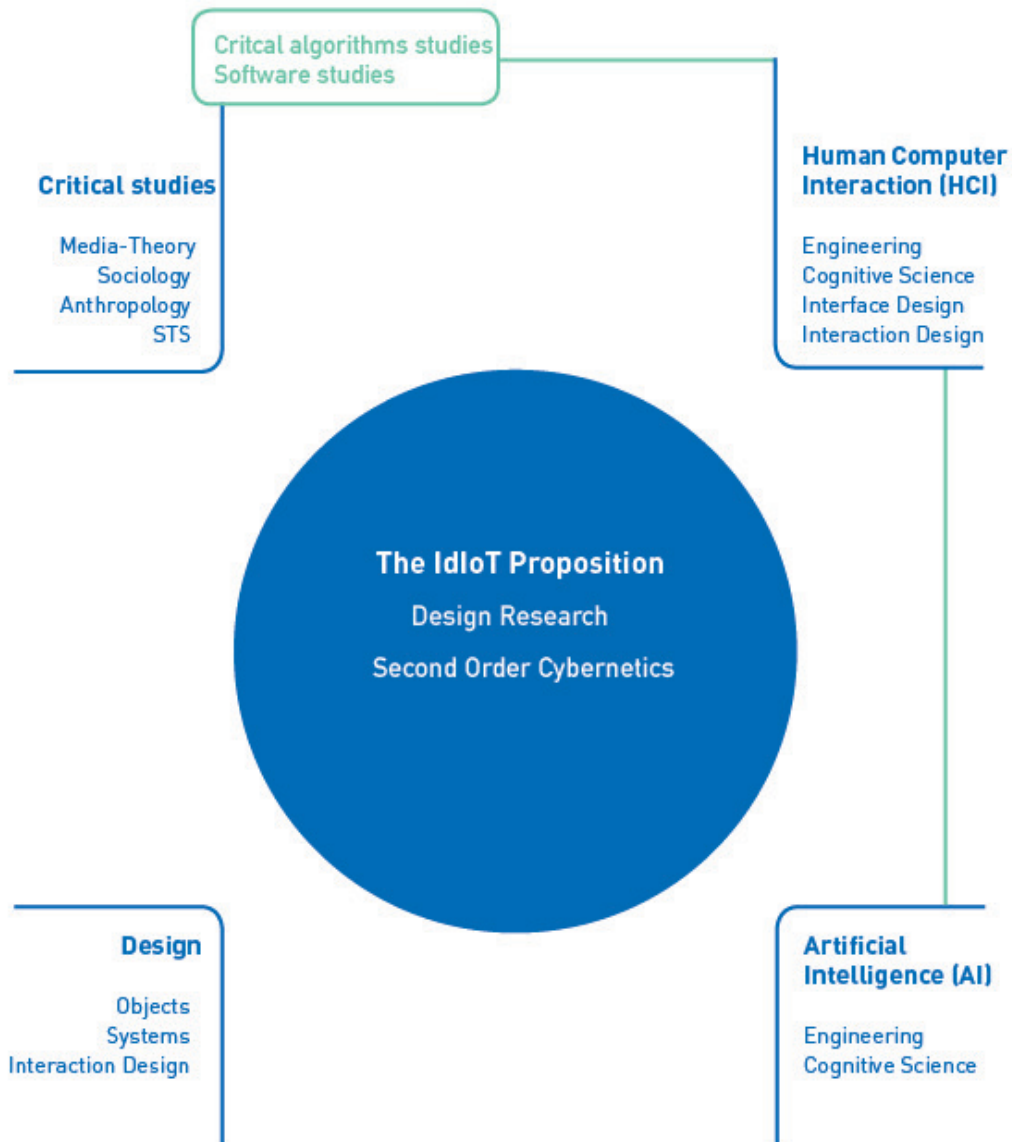 Critcal algorithms studies
Software studies
Critical studies
Media-Theory
Sociology
Anthropology
STS
Human Computer
Interaction (HCI)
Engineering
Cognitive Science
Interface Design
Interaction Design
The IdIoT Proposition
Design Research
Second Order Cybernetics
Design
Objects
Systems
Interaction Design
Artificial
Intelligence (AI)
Engineering
Cognitive Science